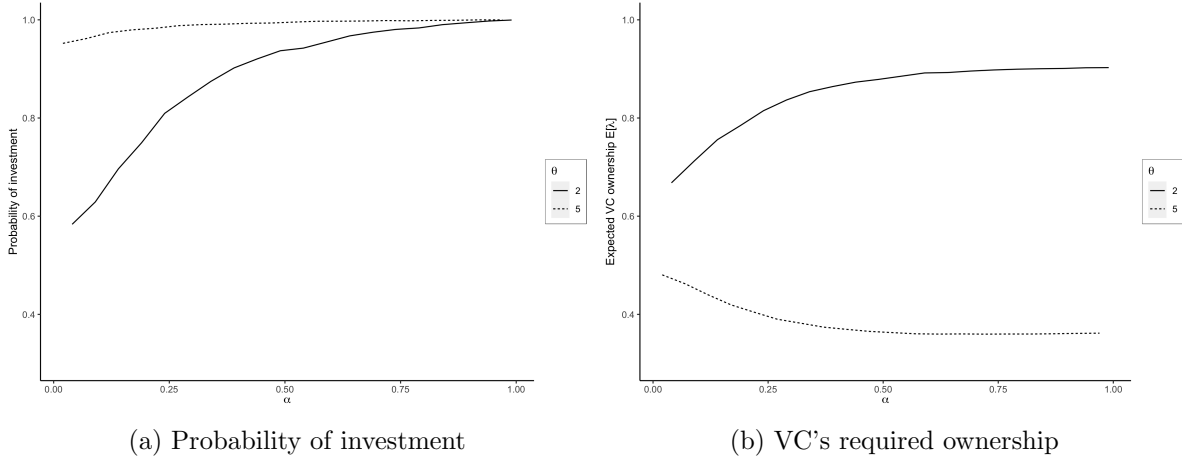 1.0
0.8
0.6
0.4
Probability of investment
0.00
0.25
0.50
0.75
1.00
α
θ
2
5
(a) Probability of investment
1.0
0.8
0.6
0.4
Expected VC ownership E[λ]
0.00
0.25
0.50
0.75
1.00
α
θ
2
5
(b) VC's required ownership